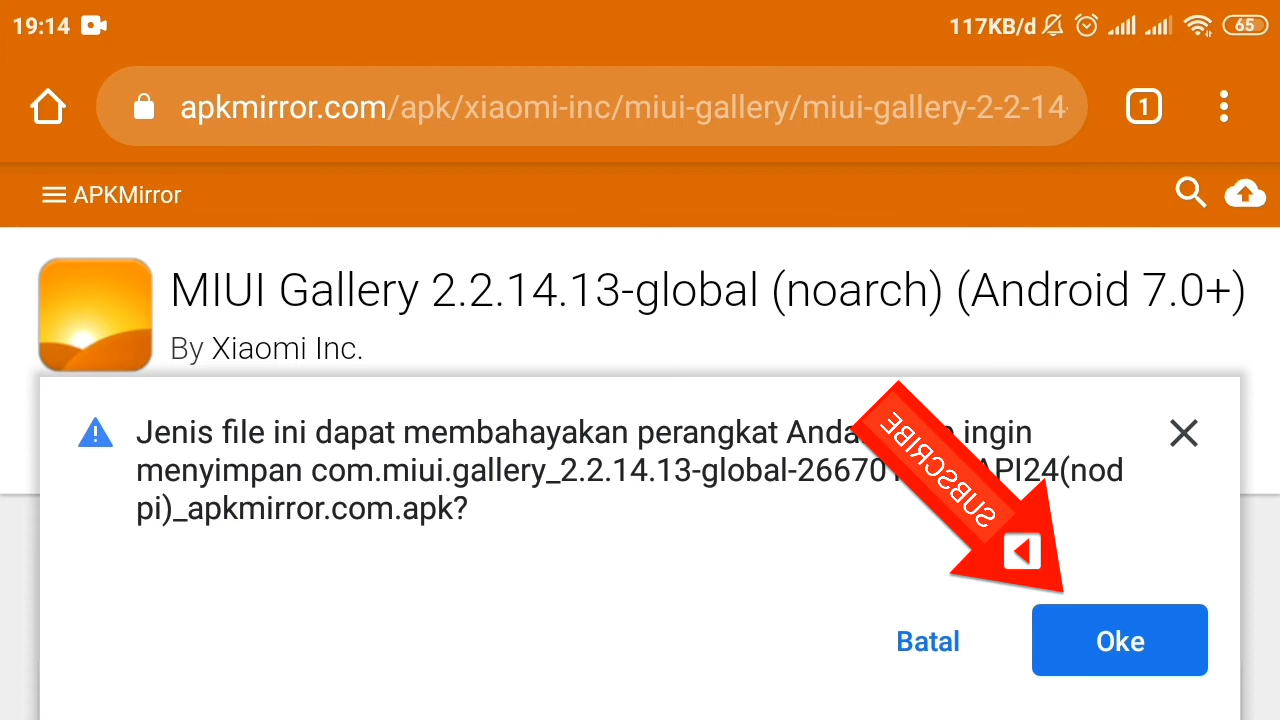 19:14 117KB/d 65
apkmirror.com/apk/xiaomi-inc/miui-gallery/miui-gallery-2-2-14- 1
APKMirror
MIUI Gallery 2.2.14.13-global (noarch) (Android 7.0+)
By Xiaomi Inc.
Jenis file ini dapat membahayakan perangkat ingin
menyimpan com.miui.gallery_2.2.14.13-global-26670 API24(nod
pi)_apkmirror.com.apk?
SUBSCRIBE
Batal Oke